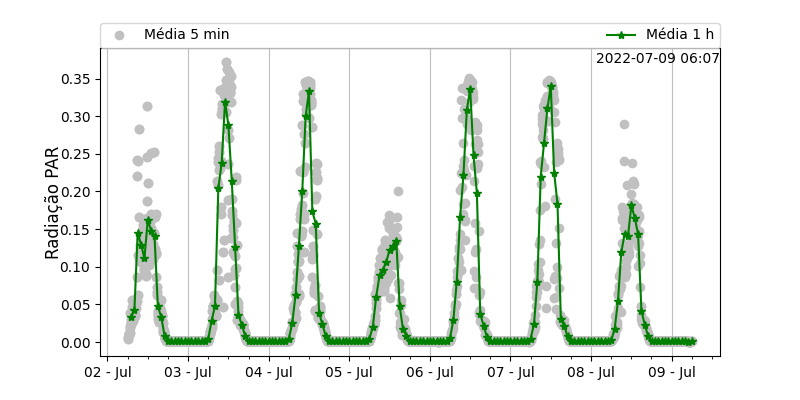 Média 5 min
Média 1 h
2022-07-09 06:07
Radiação PAR
0.35
0.30
0.25
0.20
0.15
0.10
0.05
0.00
02 - Jul
03 - Jul
04 - Jul
05 - Jul
06 - Jul
07 - Jul
08 - Jul
09 - Jul